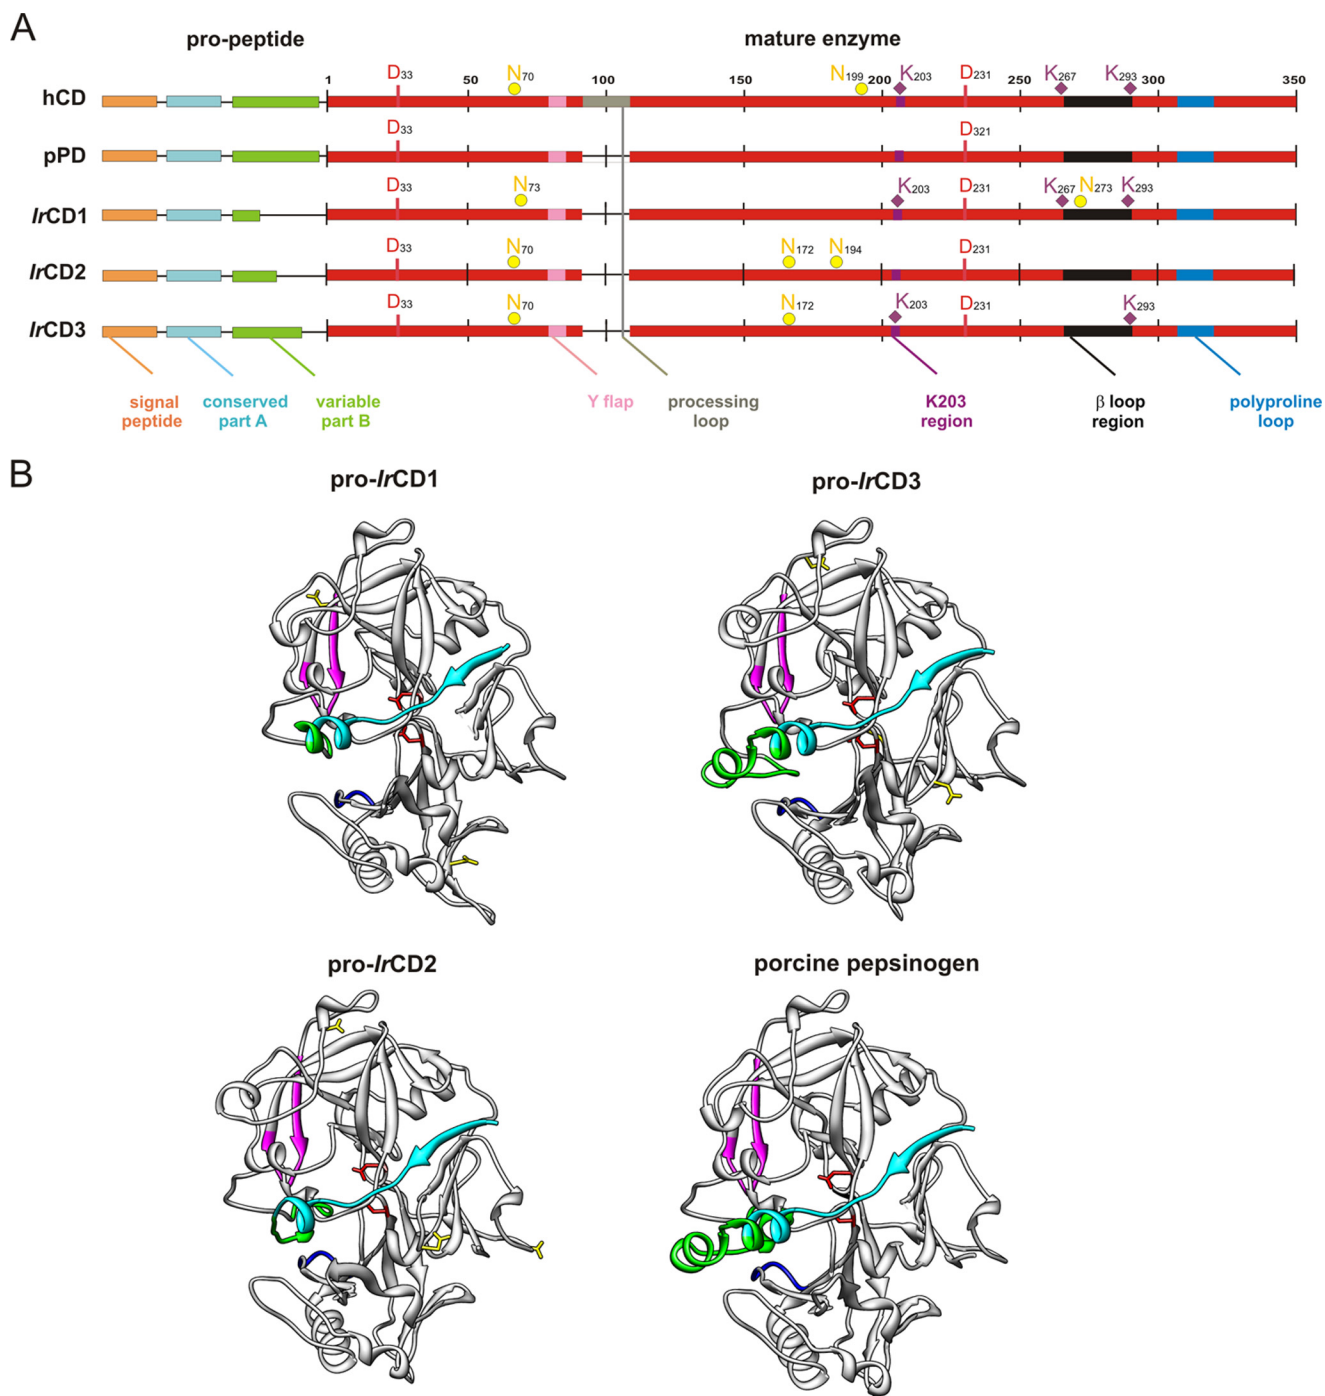 A
pro-peptide mature enzyme
1 50 100 150 200 250 300 350
hCD D33 N70 N199 K203 D231 K267 K293
pPD D33 D321
IrCD1 D33 N73 K203 D231 K267 N273 K293
IrCD2 D33 N70 N172 N194 D231
IrCD3 D33 N70 N172 K203 D231 K293
signal conserved variable Y flap processing K203 β loop polyproline
peptide part A part B loop region region loop
B
pro-IrCD1 pro-IrCD3
pro-IrCD2 porcine pepsinogen